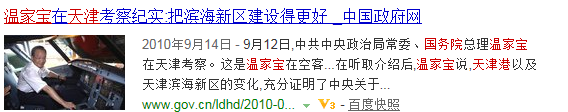 温家宝在天津考察纪实:把滨海新区建设得更好 _中国政府网
2010年9月14日 - 9月12日,中共中央政治局常委、国务院总理温家宝
在天津考察。这是温家宝在空客...在听取介绍后,温家宝说,天津港以及
天津滨海新区的变化,充分证明了中央关于...
www.gov.cn/ldhd/2010-0... V3 - 百度快照